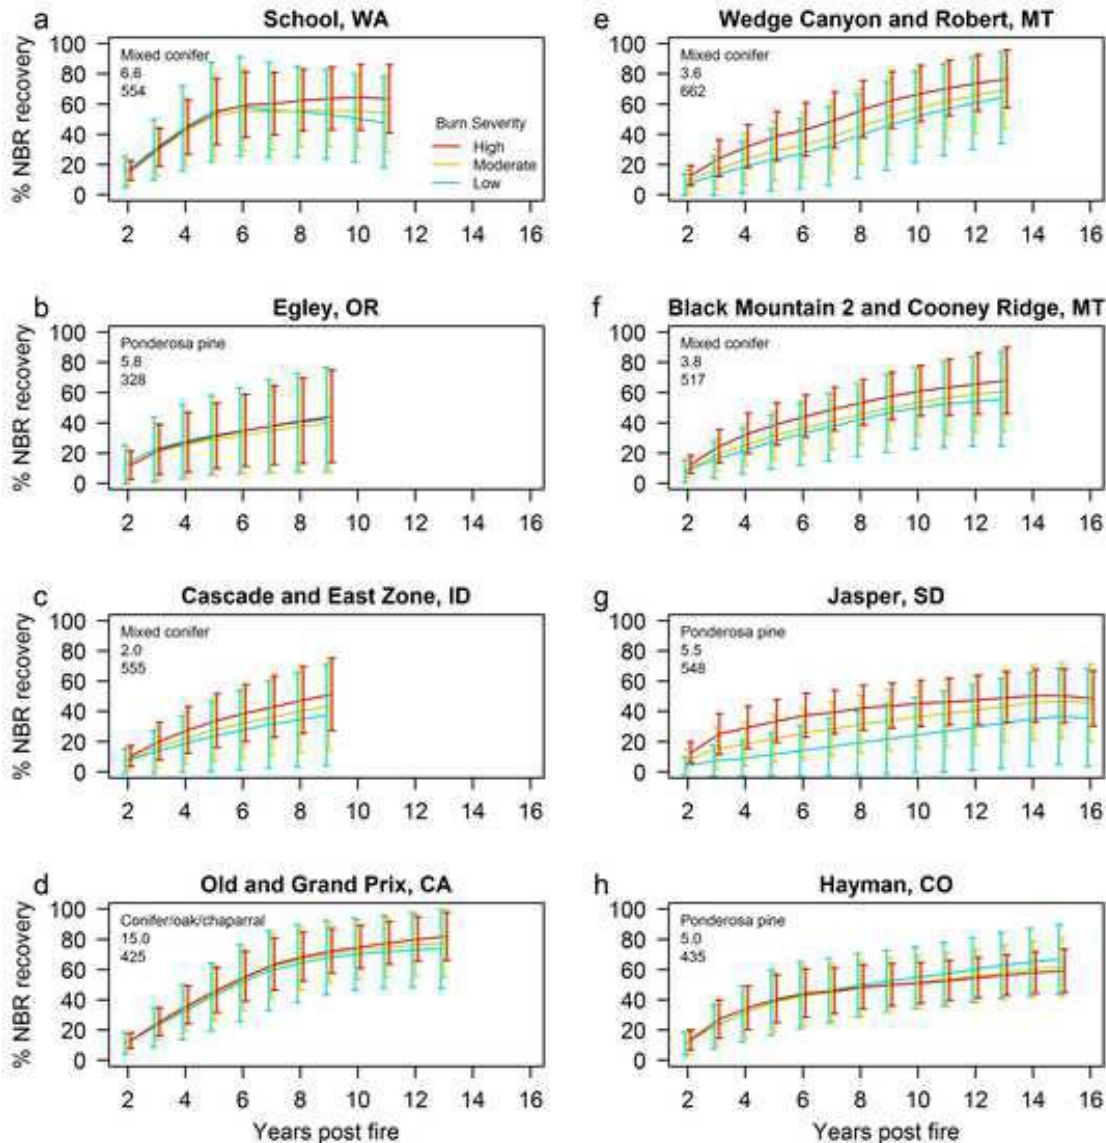 a
School, WA
% NBR recovery
100
80
60
40
20
0
Mixed conifer
6.6
554
Burn Severity
High
Moderate
Low
2 4 6 8 10 12 14 16
b
Egley, OR
% NBR recovery
100
80
60
40
20
0
Ponderosa pine
5.8
328
2 4 6 8 10 12 14 16
c
Cascade and East Zone, ID
% NBR recovery
100
80
60
40
20
0
Mixed conifer
2.0
555
2 4 6 8 10 12 14 16
d
Old and Grand Prix, CA
% NBR recovery
100
80
60
40
20
0
Conifer/oak/chaparral
15.0
425
2 4 6 8 10 12 14 16
Years post fire
e
Wedge Canyon and Robert, MT
% NBR recovery
100
80
60
40
20
0
Mixed conifer
3.6
662
2 4 6 8 10 12 14 16
f
Black Mountain 2 and Cooney Ridge, MT
% NBR recovery
100
80
60
40
20
0
Mixed conifer
3.8
517
2 4 6 8 10 12 14 16
g
Jasper, SD
% NBR recovery
100
80
60
40
20
0
Ponderosa pine
5.5
548
2 4 6 8 10 12 14 16
h
Hayman, CO
% NBR recovery
100
80
60
40
20
0
Ponderosa pine
5.0
435
2 4 6 8 10 12 14 16
Years post fire